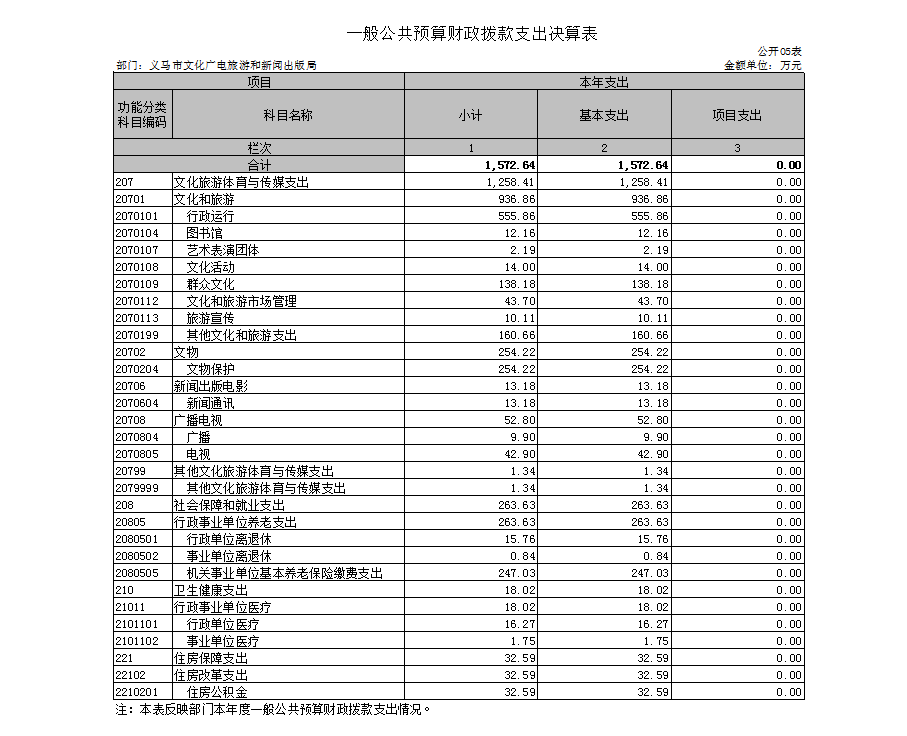 一般公共预算财政拨款支出决算表
公开05表
部门：义马市文化广电旅游和新闻出版局 金额单位：万元
项目 本年支出
功能分类科目编码 科目名称 小计 基本支出 项目支出
栏次 1 2 3
合计 1,572.64 1,572.64 0.00
207 文化旅游体育与传媒支出 1,258.41 1,258.41 0.00
20701 文化和旅游 936.86 936.86 0.00
2070101 行政运行 555.86 555.86 0.00
2070104 图书馆 12.16 12.16 0.00
2070107 艺术表演团体 2.19 2.19 0.00
2070108 文化活动 14.00 14.00 0.00
2070109 群众文化 138.18 138.18 0.00
2070112 文化和旅游市场管理 43.70 43.70 0.00
2070113 旅游宣传 10.11 10.11 0.00
2070199 其他文化和旅游支出 160.66 160.66 0.00
20702 文物 254.22 254.22 0.00
2070204 文物保护 254.22 254.22 0.00
20706 新闻出版电影 13.18 13.18 0.00
2070604 新闻通讯 13.18 13.18 0.00
20708 广播电视 52.80 52.80 0.00
2070804 广播 9.90 9.90 0.00
2070805 电视 42.90 42.90 0.00
20799 其他文化旅游体育与传媒支出 1.34 1.34 0.00
2079999 其他文化旅游体育与传媒支出 1.34 1.34 0.00
208 社会保障和就业支出 263.63 263.63 0.00
20805 行政事业单位养老支出 263.63 263.63 0.00
2080501 行政单位离退休 15.76 15.76 0.00
2080502 事业单位离退休 0.84 0.84 0.00
2080505 机关事业单位基本养老保险缴费支出 247.03 247.03 0.00
210 卫生健康支出 18.02 18.02 0.00
21011 行政事业单位医疗 18.02 18.02 0.00
2101101 行政单位医疗 16.27 16.27 0.00
2101102 事业单位医疗 1.75 1.75 0.00
221 住房保障支出 32.59 32.59 0.00
22102 住房改革支出 32.59 32.59 0.00
2210201 住房公积金 32.59 32.59 0.00
注：本表反映部门本年度一般公共预算财政拨款支出情况。